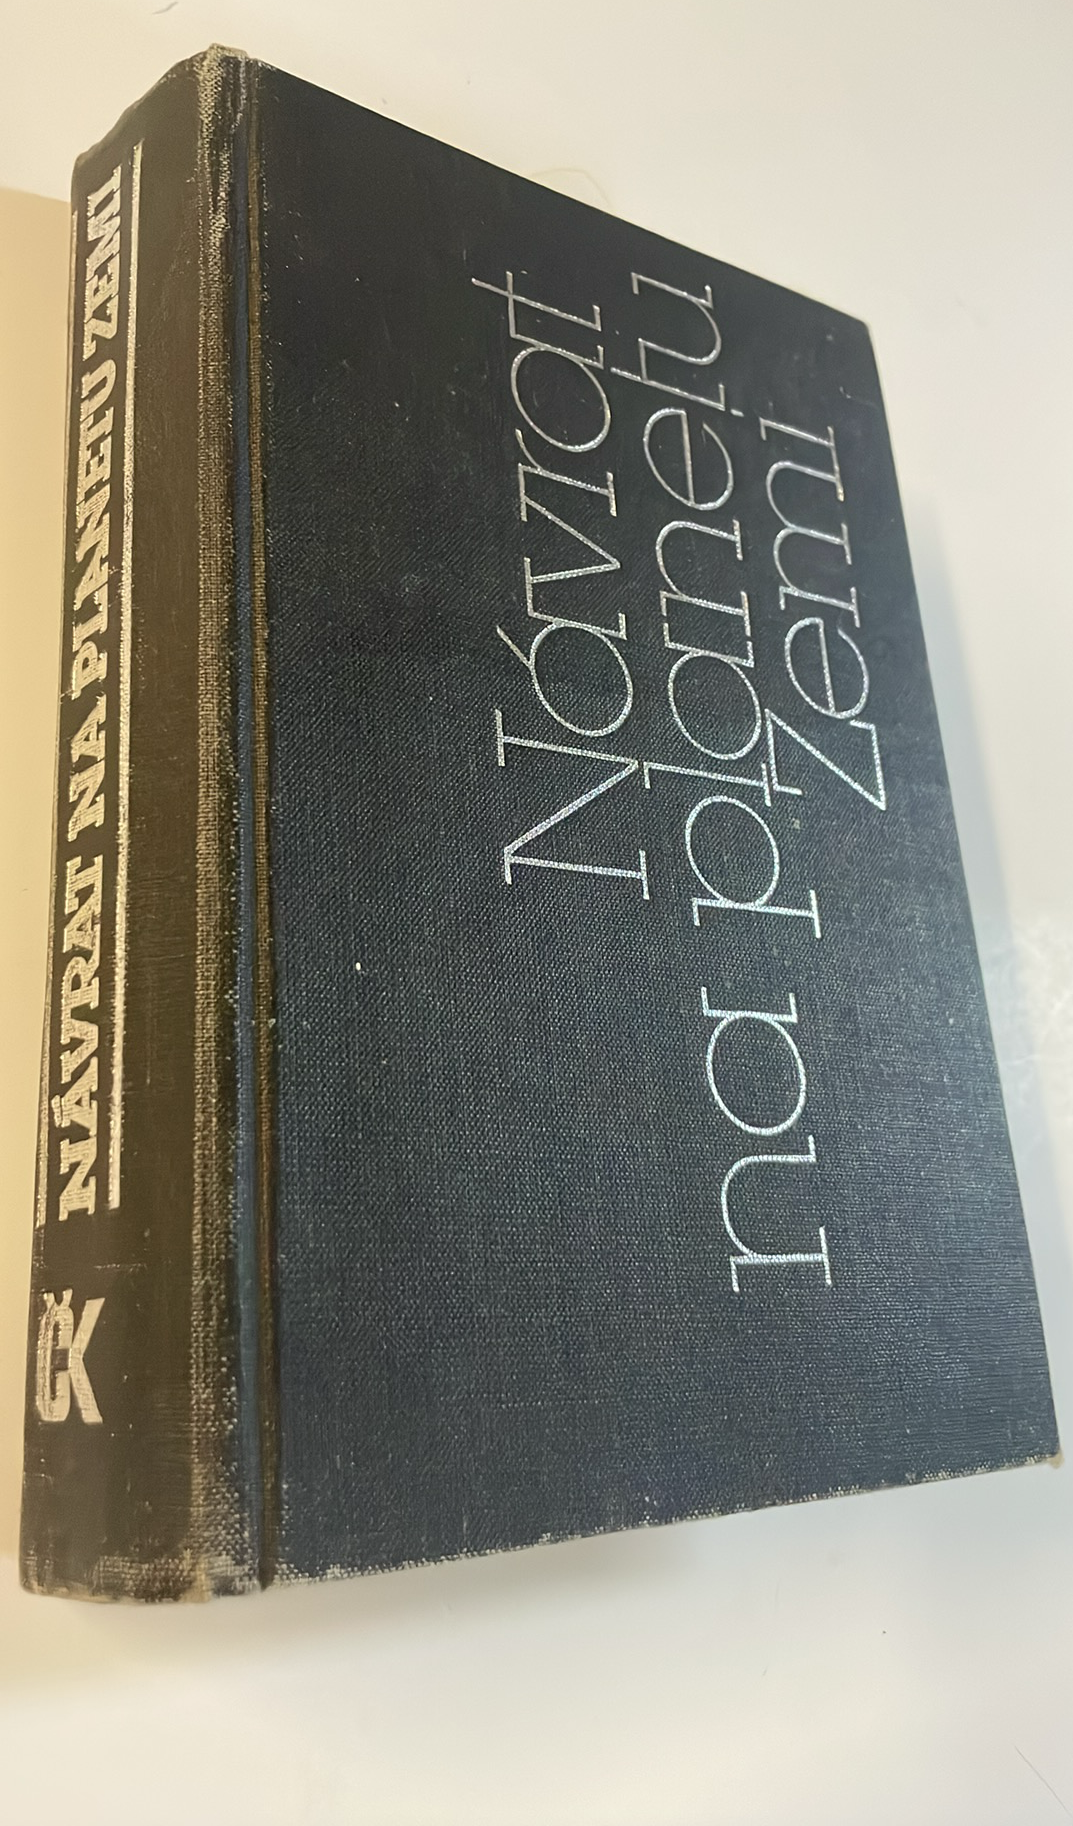 NÁVRAT NA PLANETU ZEMI
ČK
Návrat
na planetu
Zemi